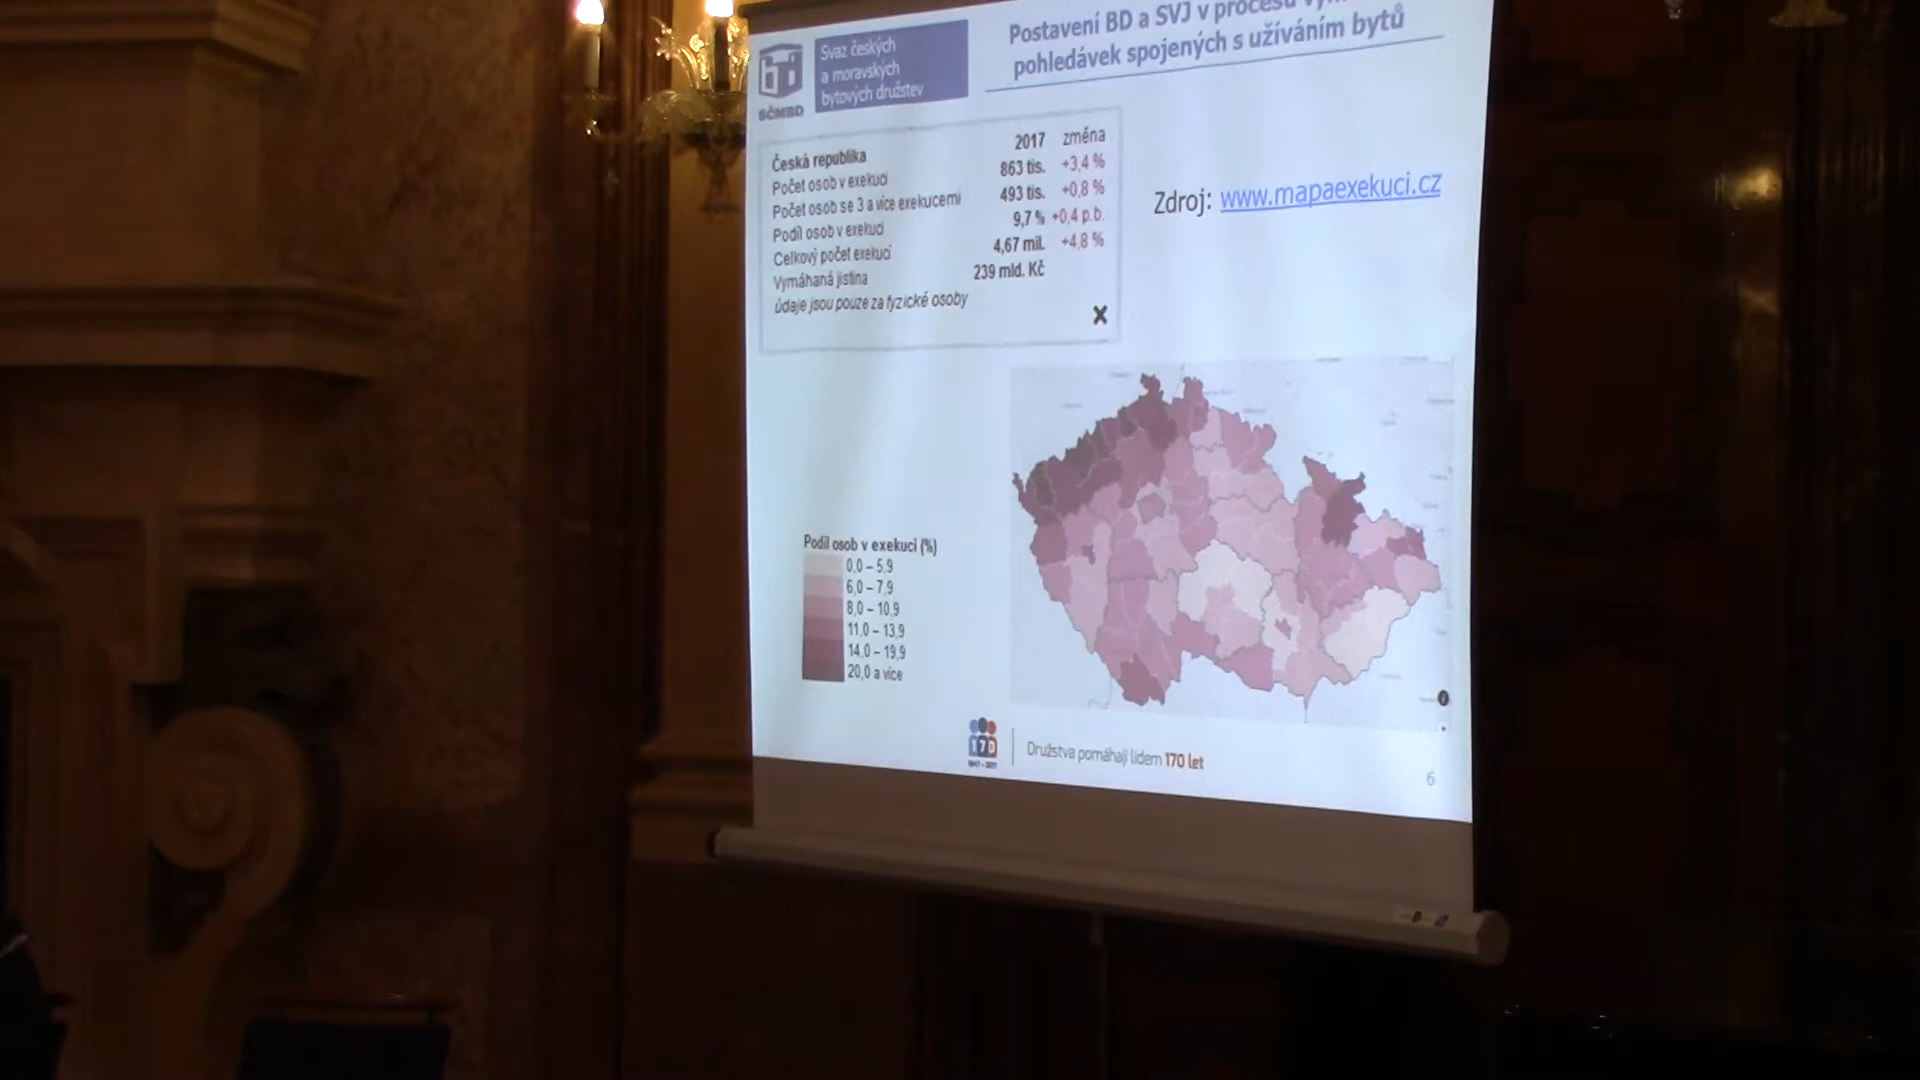 Svaz českých
a moravských
bytových družstev
SČMBD
Postavení BD a SVJ v procesu
pohledávek spojených s užíváním bytů
2017 změna
Česká republika
Počet osob v exekuci 863 tis. +3,4 %
Počet osob se 3 a více exekucemi 493 tis. +0,8 %
Podíl osob v exekuci 9,7 % +0,4 p.b.
Celkový počet exekucí 4,67 mil. +4,8 %
Vymáhaná jistina 239 mld. Kč
údaje jsou pouze za fyzické osoby
x
Zdroj: www.mapaexekuci.cz
Podíl osob v exekuci (%)
0,0 – 5,9
6,0 – 7,9
8,0 – 10,9
11,0 – 13,9
14,0 – 19,9
20,0 a více
170
1847 – 2017
Družstva pomáhají lidem 170 let
6